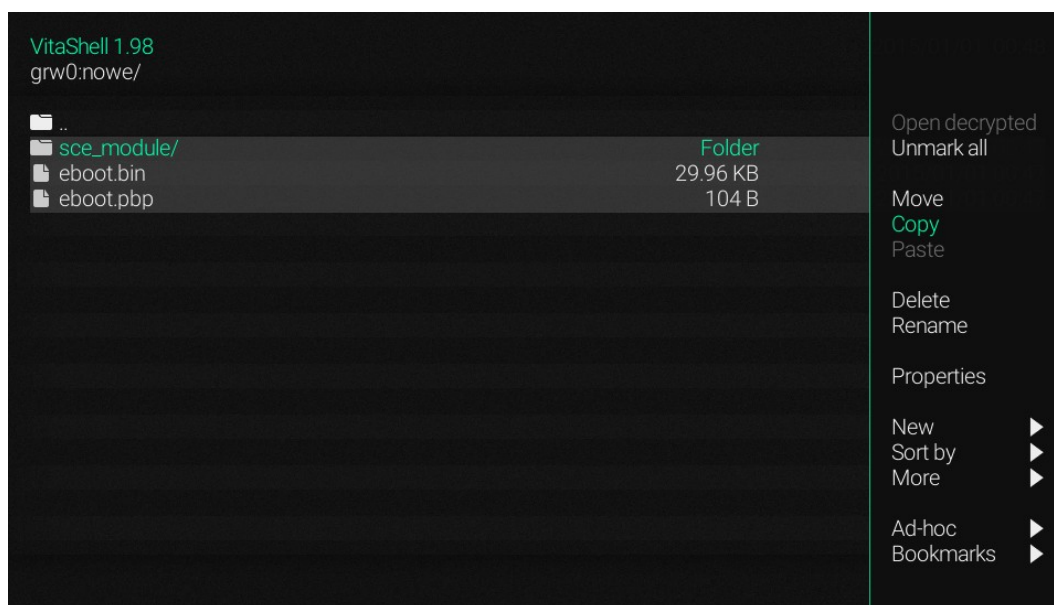 VitaShell 1.98
grw0:nowe/
..
sce_module/ Folder
eboot.bin 29.96 KB
eboot.pbp 104 B
Open decrypted
Unmark all
Move
Copy
Paste
Delete
Rename
Properties
New
Sort by
More
Ad-hoc
Bookmarks